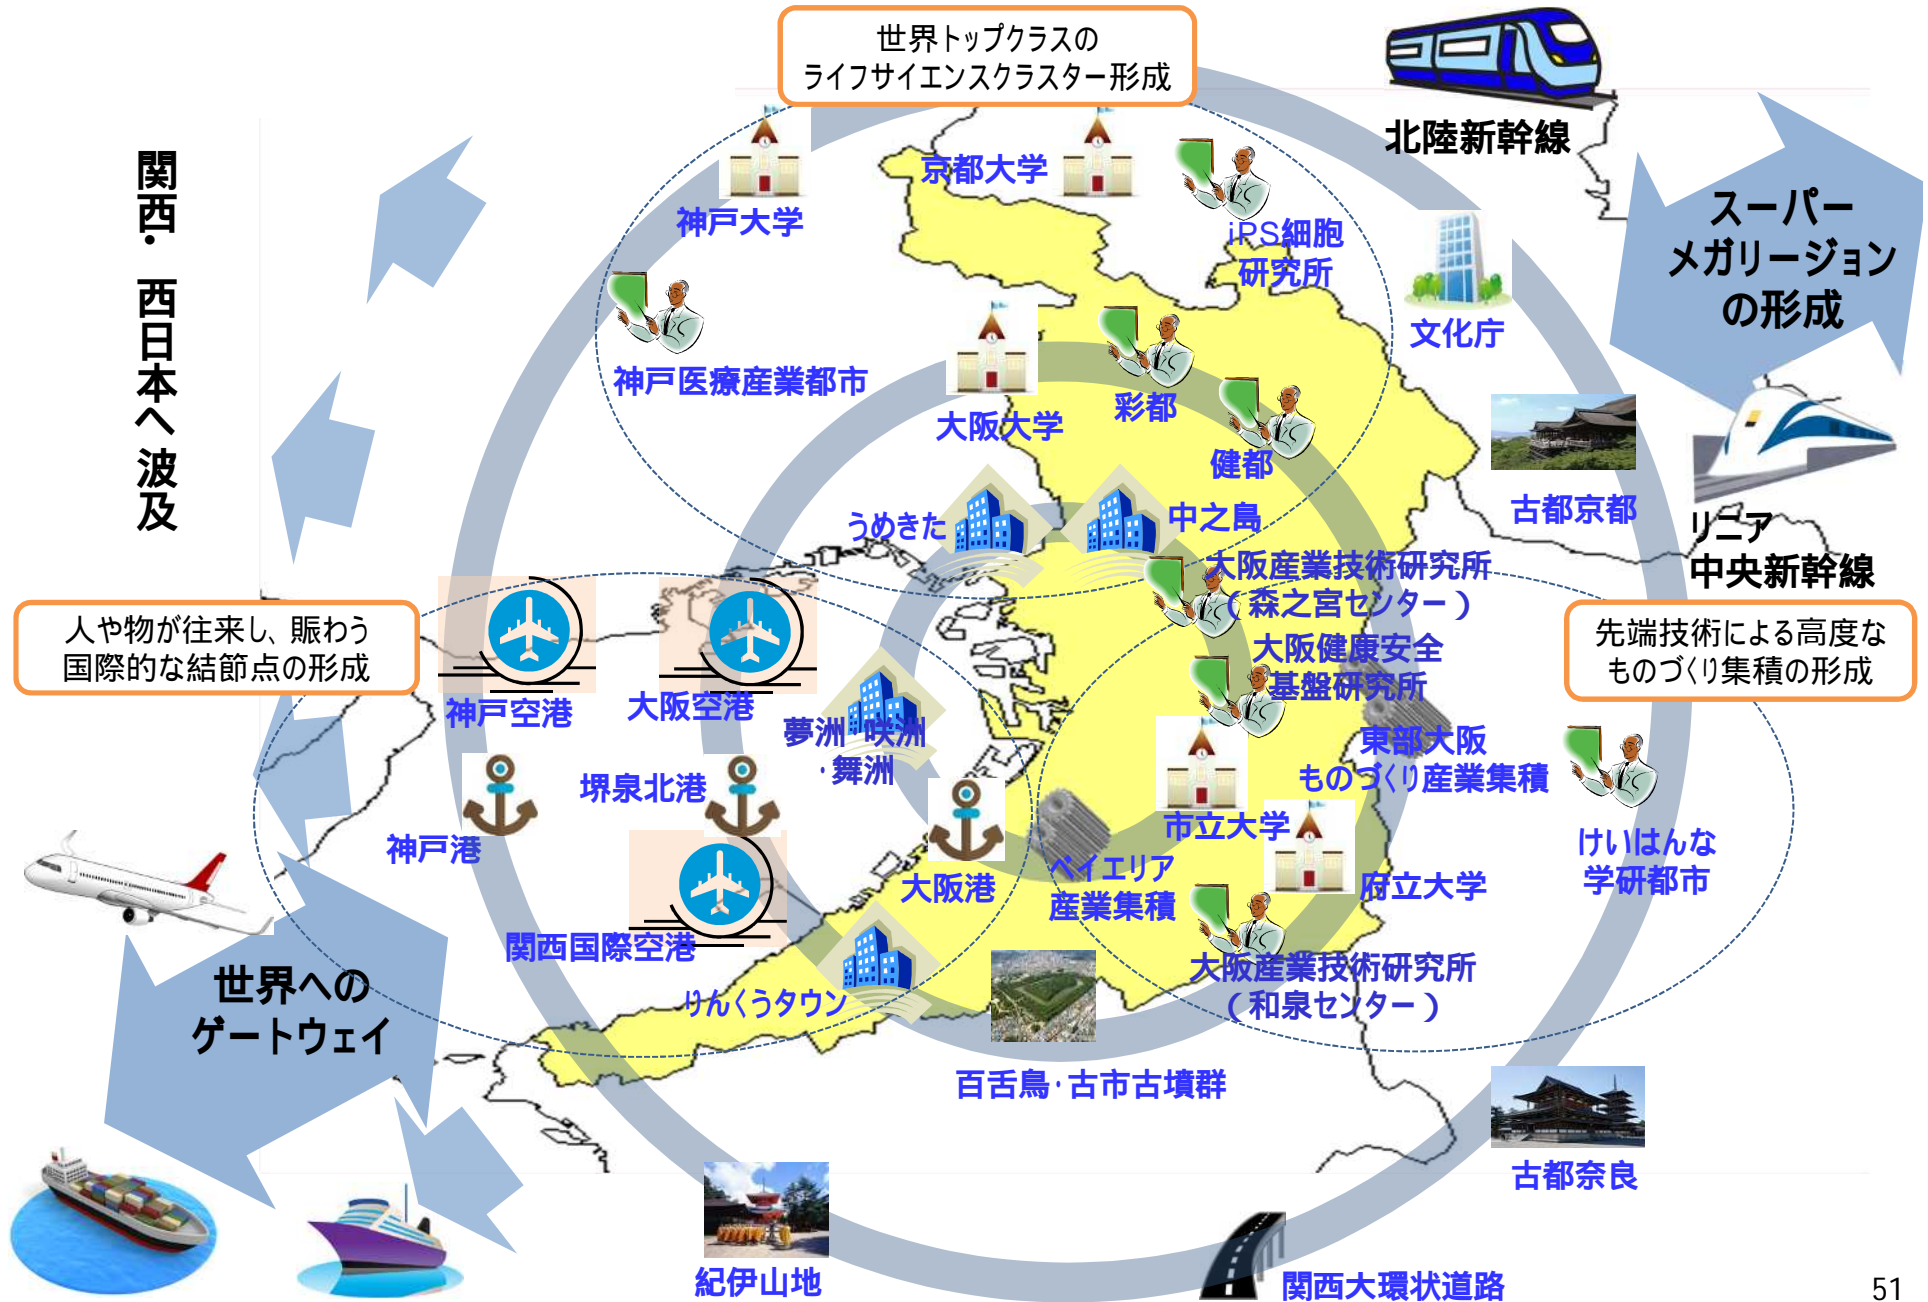 世界トップクラスの
ライフサイエンスクラスター形成
北陸新幹線
関西・西日本へ波及
スーパー
メガリージョン
の形成
京都大学
神戸大学
iPS細胞
研究所
文化庁
神戸医療産業都市
大阪大学
彩都
健都
古都京都
うめきた
中之島
リニア
中央新幹線
大阪産業技術研究所
（森之宮センター）
人や物が往来し、賑わう
国際的な結節点の形成
先端技術による高度な
ものづくり集積の形成
大阪健康安全
基盤研究所
神戸空港
大阪空港
夢洲・咲洲
・舞洲
東部大阪
ものづくり産業集積
堺泉北港
神戸港
市立大学
けいはんな
学研都市
大阪港
ベイエリア
産業集積
府立大学
関西国際空港
世界への
ゲートウェイ
りんくうタウン
大阪産業技術研究所
（和泉センター）
百舌鳥・古市古墳群
古都奈良
紀伊山地
関西大環状道路
51